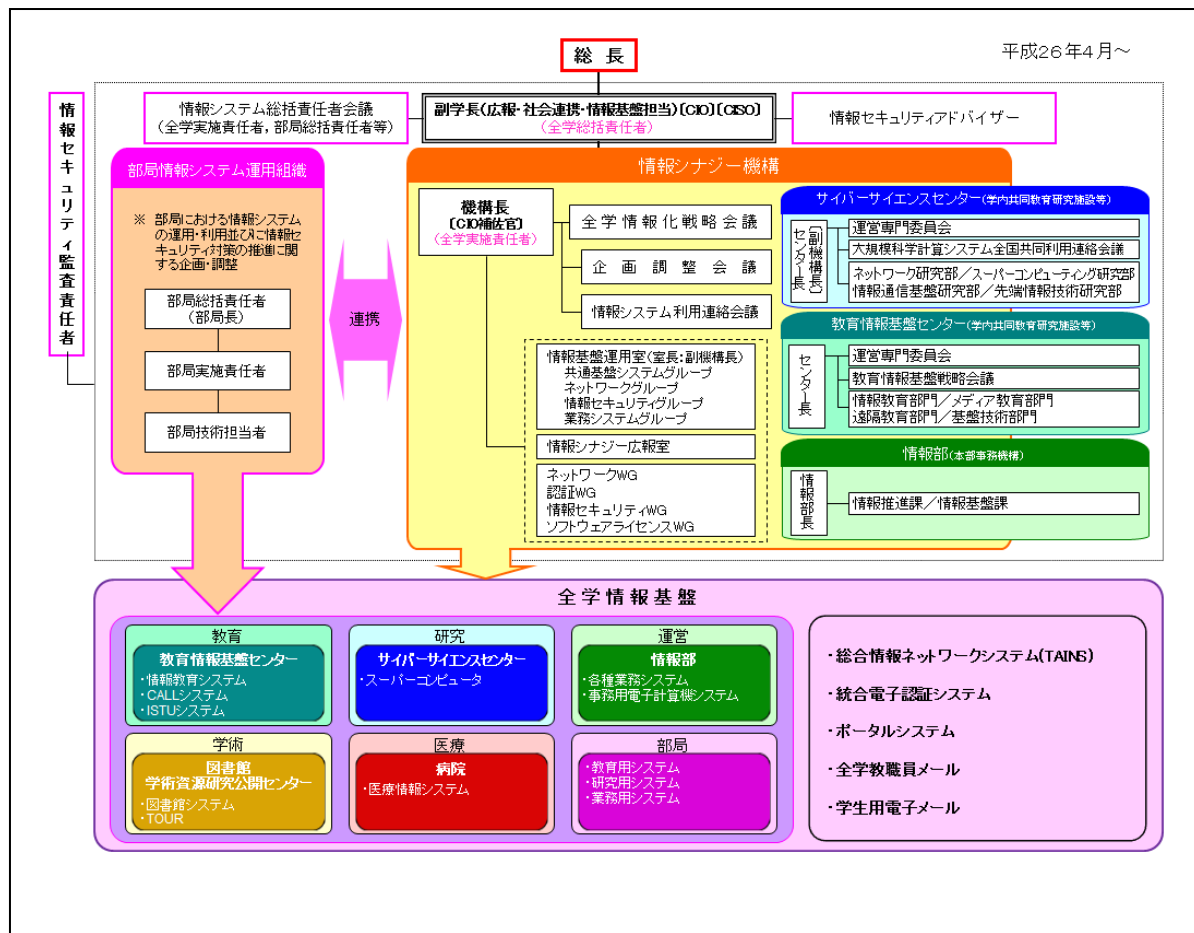 平成26年4月～
総長
情報セキュリティ監査責任者
情報システム総括責任者会議
(全学実施責任者，部局総括責任者等)
副学長(広報・社会連携・情報基盤担当)〔CIO〕〔CISO〕
(全学総括責任者)
情報セキュリティアドバイザー
部局情報システム運用組織
※ 部局における情報システム
の運用・利用並びに情報セ
キュリティ対策の推進に関
する企画・調整
部局総括責任者
(部局長)
部局実施責任者
部局技術担当者
連携
情報シナジー機構
機構長
〔CIO補佐官〕
(全学実施責任者)
全学情報化戦略会議
企画調整会議
情報システム利用連絡会議
情報基盤運用室(室長：副機構長)
共通基盤システムグループ
ネットワークグループ
情報セキュリティグループ
業務システムグループ
情報シナジー広報室
ネットワークWG
認証WG
情報セキュリティWG
ソフトウェアライセンスWG
サイバーサイエンスセンター(学内共同教育研究施設等)
センター長
〔副機構長〕
運営専門委員会
大規模科学計算システム全国共同利用連絡会議
ネットワーク研究部／スーパーコンピューティング研究部
情報通信基盤研究部／先端情報技術研究部
教育情報基盤センター(学内共同教育研究施設等)
センター長
運営専門委員会
教育情報基盤戦略会議
情報教育部門／メディア教育部門
遠隔教育部門／基盤技術部門
情報部(本部事務機構)
情報部長
情報推進課／情報基盤課
全学情報基盤
教育
教育情報基盤センター
・情報教育システム
・CALLシステム
・ISTUシステム
研究
サイバーサイエンスセンター
・スーパーコンピュータ
運営
情報部
・各種業務システム
・事務用電子計算機システム
学術
図書館
学術資源研究公開センター
・図書館システム
・TOUR
医療
病院
・医療情報システム
部局
・教育用システム
・研究用システム
・業務用システム
・総合情報ネットワークシステム(TAINS)
・統合電子認証システム
・ポータルシステム
・全学教職員メール
・学生用電子メール